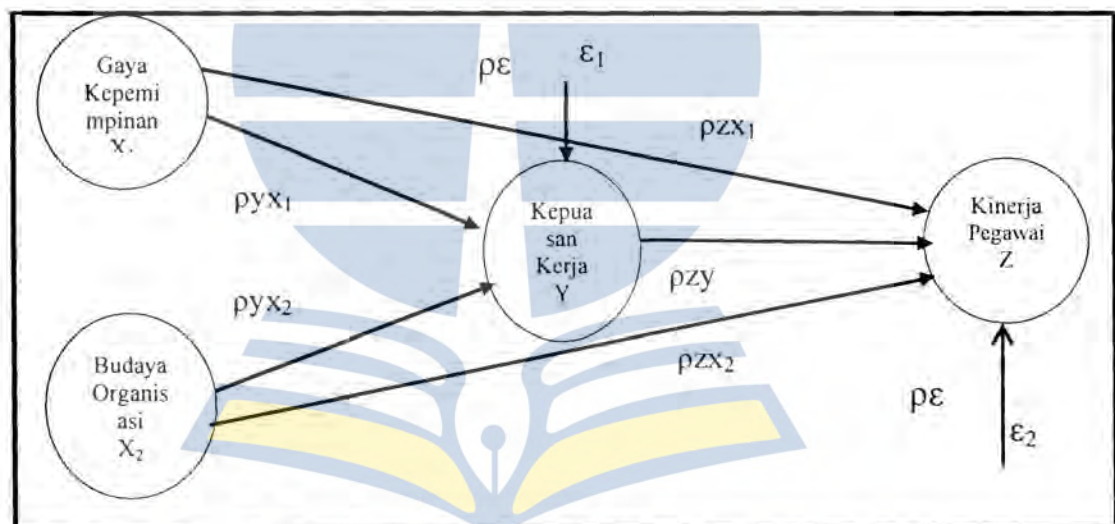 Gaya
Kepemi
mpinan
ρε
ε1
ρzx1
ρyx1
Kepua
san
Kerja
Y
Kinerja
Pegawai
Z
ρzy
ρyx2
Budaya
Organis
asi
X2
ρzx2
ρε
ε2